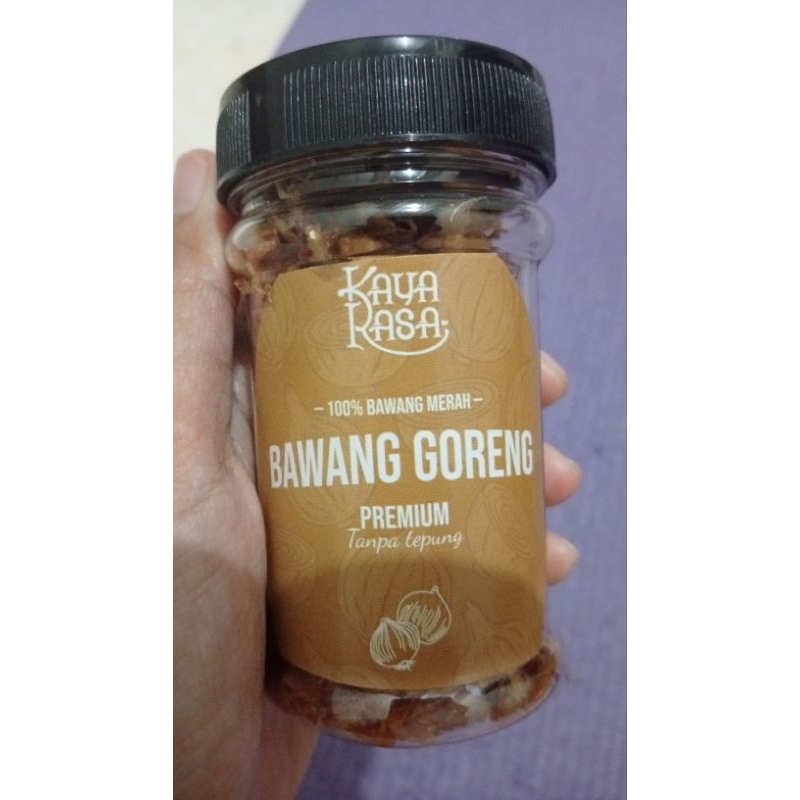 KAYA
RASA
– 100% BAWANG MERAH –
BAWANG GORENG
PREMIUM
Tanpa tepung